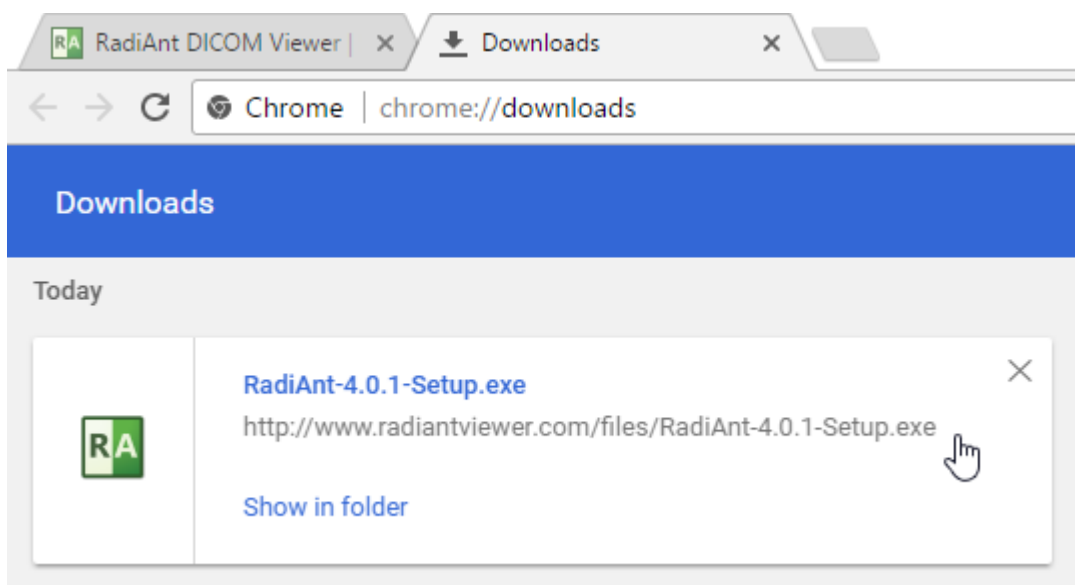 RA RadiAnt DICOM Viewer |
Downloads
Chrome | chrome://downloads
Downloads
Today
RadiAnt-4.0.1-Setup.exe
http://www.radiantviewer.com/files/RadiAnt-4.0.1-Setup.exe
RA
Show in folder